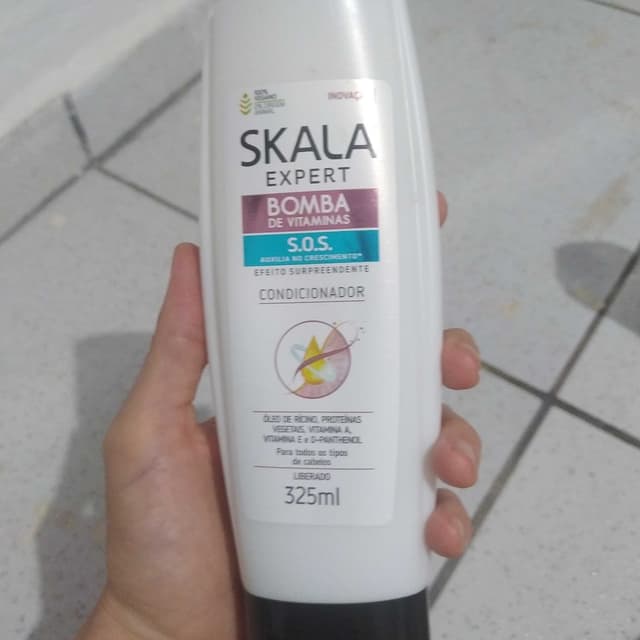 INOVAÇ
SKALA
EXPERT
BOMBA
DE VITAMINAS
S.O.S.
AUXILIA NO CRESCIMENTO
EFEITO SURPREENDENTE
CONDICIONADOR
ÓLEO DE RÍCINO, PROTEÍNAS
VEGETAIS, VITAMINA A,
VITAMINA E e D-PANTHENOL
Para todos os tipos
de cabelos
LIBERADO
325ml